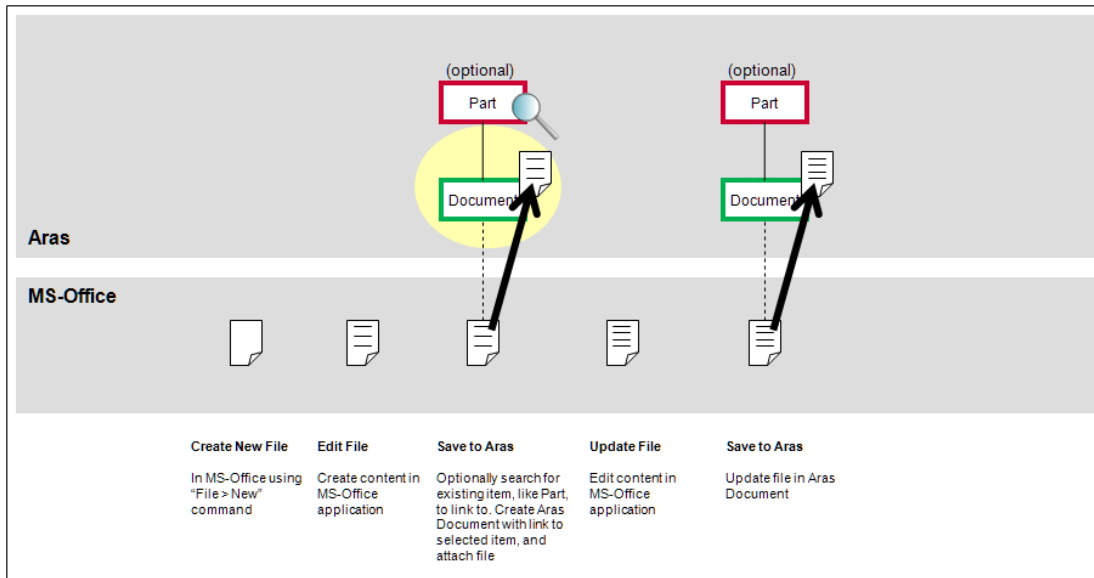 (optional)
(optional)
Part
Part
Document
Document
Aras
MS-Office
Create New File
In MS-Office using
“File > New”
command
Edit File
Create content in
MS-Office
application
Save to Aras
Optionally search for
existing item, like Part,
to link to. Create Aras
Document with link to
selected item, and
attach file
Update File
Edit content in
MS-Office
application
Save to Aras
Update file in Aras
Document